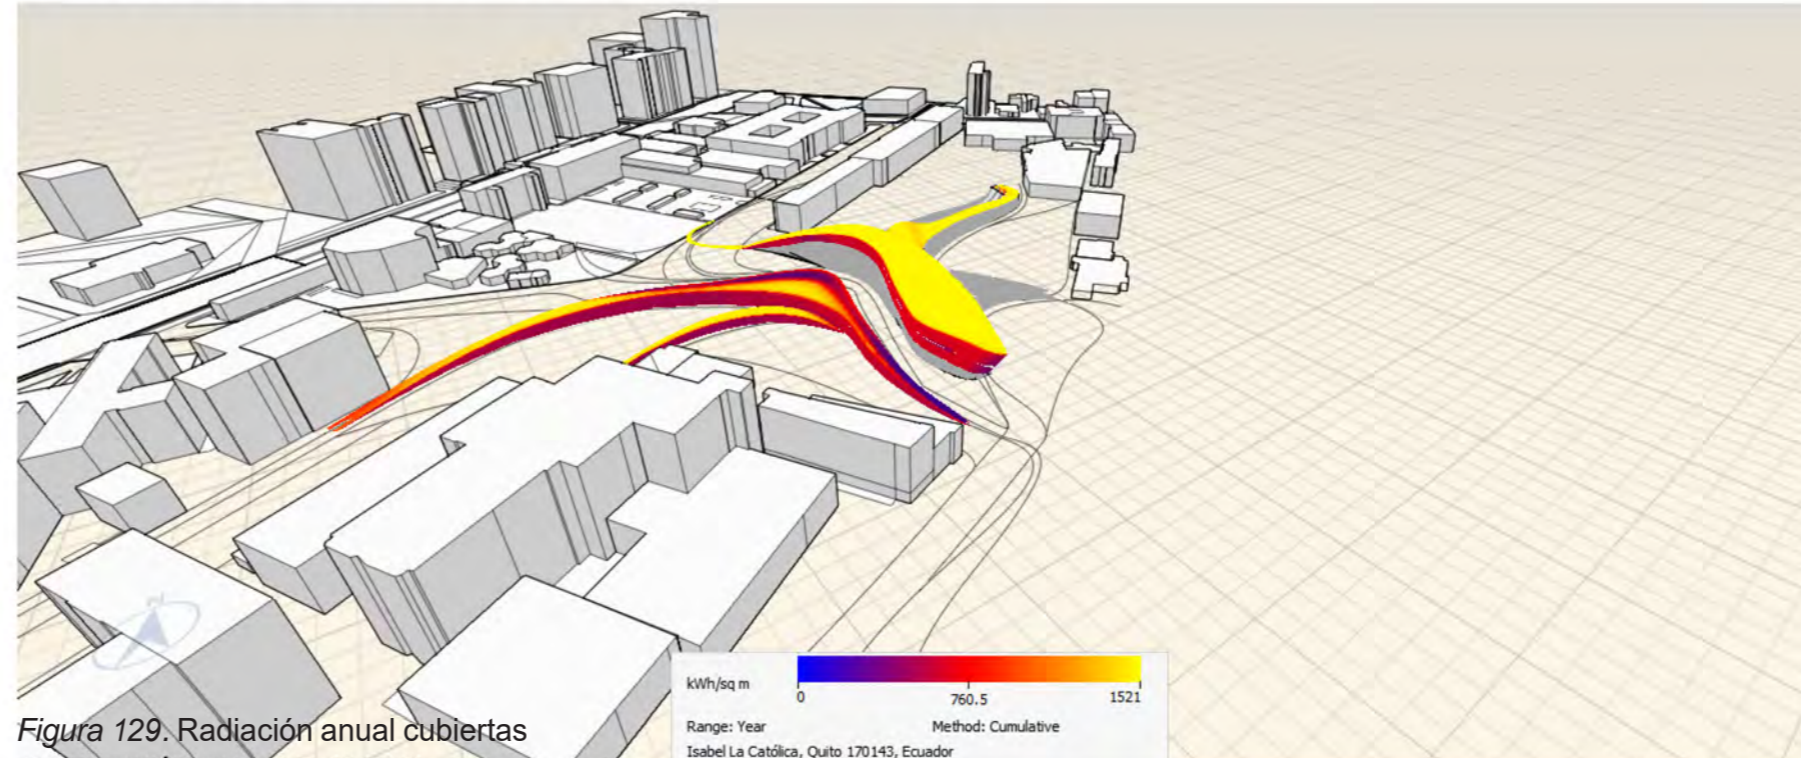 kWh/sq m
0
760.5
1521
Range: Year
Method: Cumulative
Isabel La Católica, Quito 170143, Ecuador
Figura 129. Radiación anual cubiertas